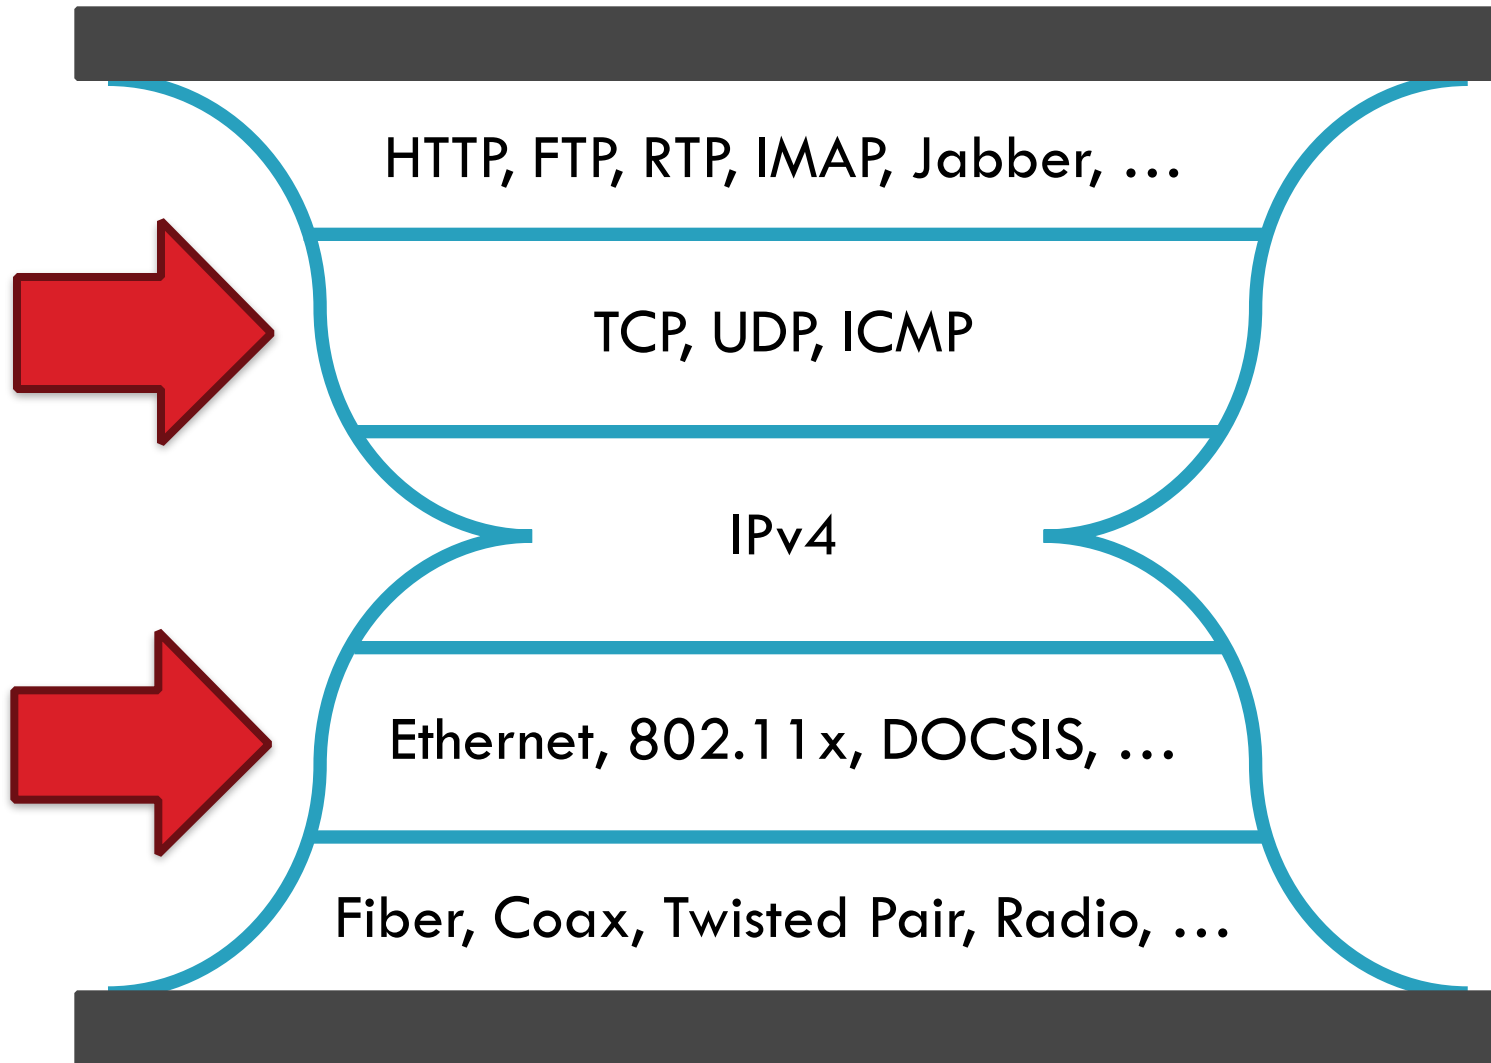 HTTP, FTP, RTP, IMAP, Jabber, …
TCP, UDP, ICMP
IPv4
Ethernet, 802.11x, DOCSIS, …
Fiber, Coax, Twisted Pair, Radio, …